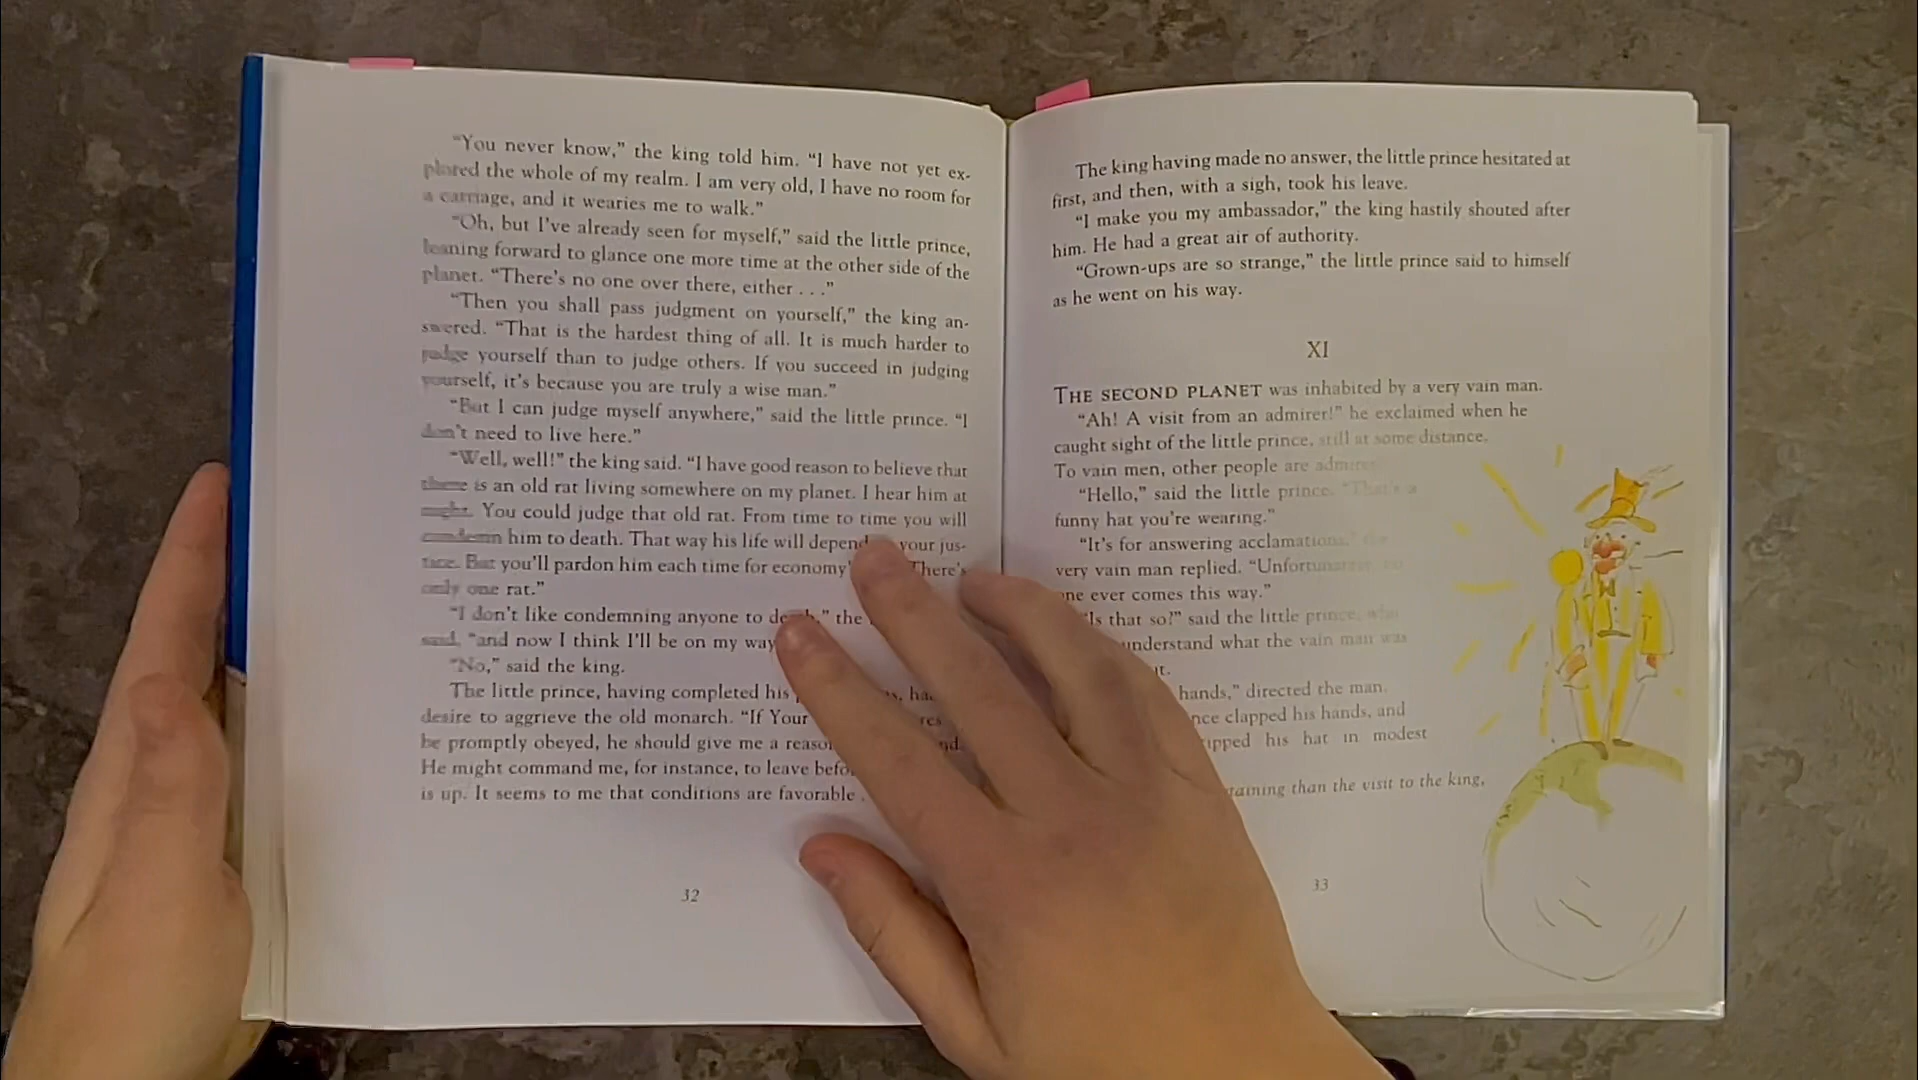 "You never know," the king told him. "I have not yet ex-
plored the whole of my realm. I am very old, I have no room for
a carriage, and it wearies me to walk."
"Oh, but I've already seen for myself," said the little prince,
leaning forward to glance one more time at the other side of the
planet. "There's no one over there, either . . ."
"Then you shall pass judgment on yourself," the king an-
swered. "That is the hardest thing of all. It is much harder to
judge yourself than to judge others. If you succeed in judging
yourself, it's because you are truly a wise man."
"But I can judge myself anywhere," said the little prince. "I
don't need to live here."
"Well, well!" the king said. "I have good reason to believe that
there is an old rat living somewhere on my planet. I hear him at
night. You could judge that old rat. From time to time you will
condemn him to death. That way his life will depend your jus-
tice. But you'll pardon him each time for economy's There's
only one rat."
"I don't like condemning anyone to death," the
said, "and now I think I'll be on my way
"No," said the king.
The little prince, having completed his
desire to aggrieve the old monarch. "If Your
be promptly obeyed, he should give me a
He might command me, for instance, to leave
is up. It seems to me that conditions are favorable .
32
The king having made no answer, the little prince hesitated at
first, and then, with a sigh, took his leave.
"I make you my ambassador," the king hastily shouted after
him. He had a great air of authority.
"Grown-ups are so strange," the little prince said to himself
as he went on his way.
XI
THE SECOND PLANET was inhabited by a very vain man.
"Ah! A visit from an admirer!" he exclaimed when he
caught sight of the little prince, still at some distance.
To vain men, other people are
"Hello," said the little prince. "That's a
funny hat you're wearing."
"It's for answering acclamations," the
very vain man replied. "Unfortunately, no
one ever comes this way."
"Is that so?" said the little prince, who
understand what the vain man was
hands," directed the man.
clapped his hands, and
his hat in modest
than the visit to the king,
33